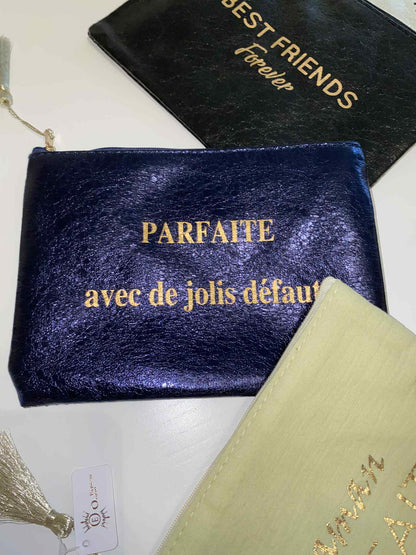 BEST FRIENDS
Forever
PARFAITE
avec de jolis défaut
E O